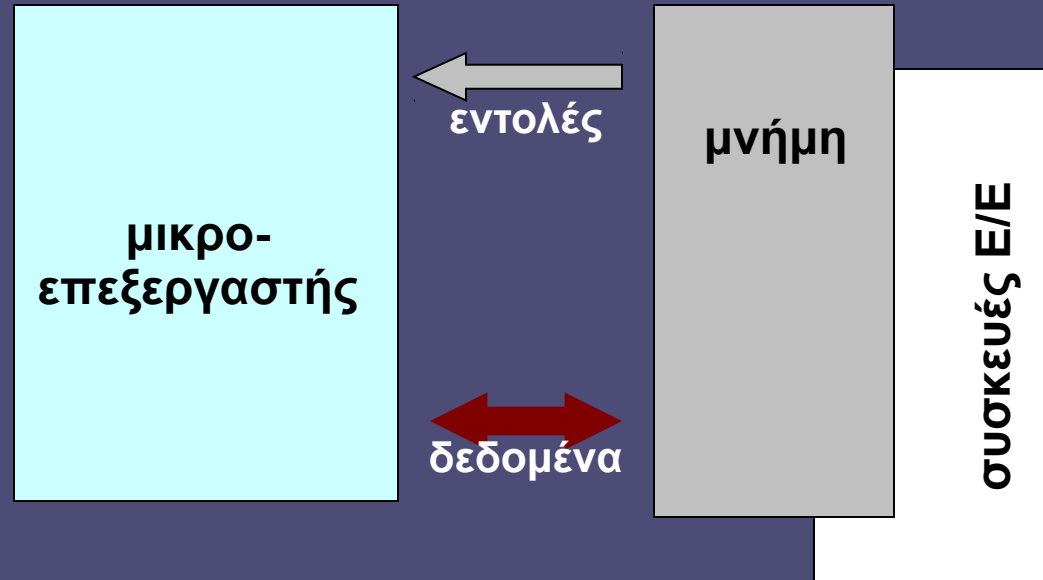 εντολές
μνήμη
μικρο-
επεξεργαστής
συσκευές Ε/Ε
δεδομένα